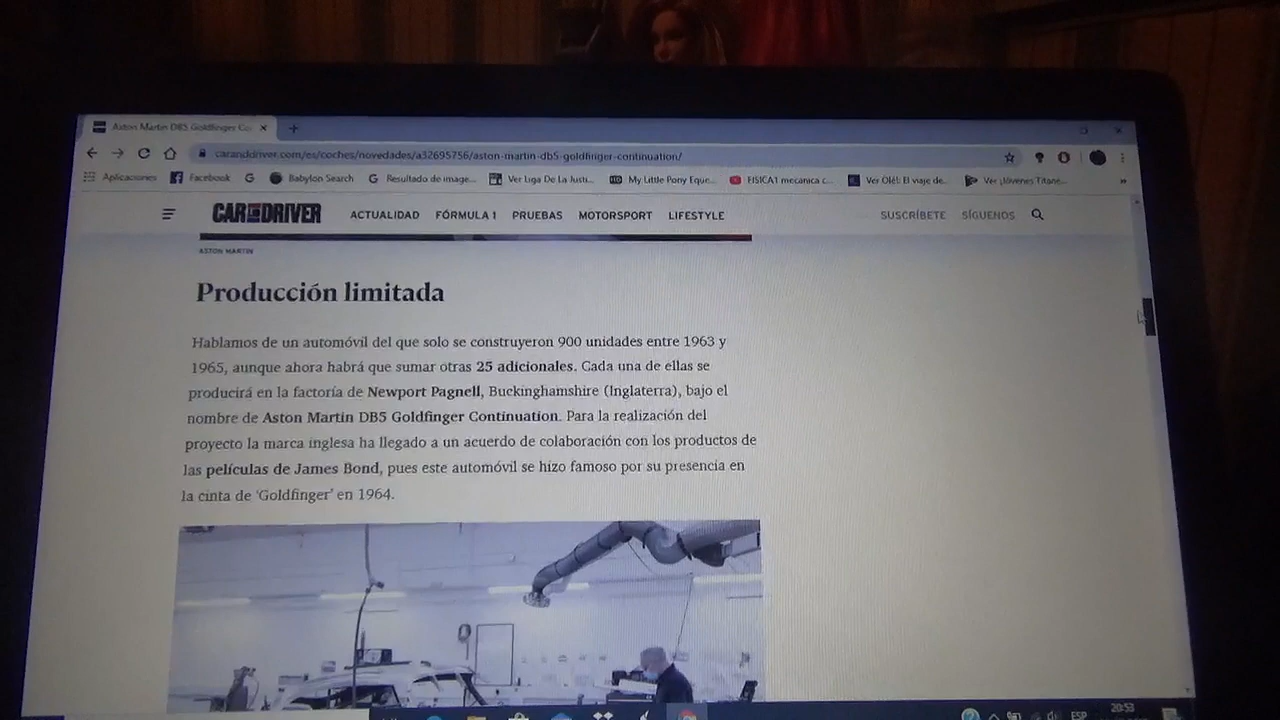 Aston Martin DB5 Goldfinger Co
caranddriver.com/es/coches/novedades/a32695756/aston-martin-db5-goldfinger-continuation/
Aplicaciones Facebook Babylon Search Resultado de image... Ver Liga De La Justi... My Little Pony Eque... FISICA1 mecanica c... Ver Olé!: El viaje de... Ver ¡Jóvenes Titane... »
CAR AND DRIVER ACTUALIDAD FÓRMULA 1 PRUEBAS MOTORSPORT LIFESTYLE SUSCRÍBETE SÍGUENOS
ASTON MARTIN
Producción limitada
Hablamos de un automóvil del que solo se construyeron 900 unidades entre 1963 y
1965, aunque ahora habrá que sumar otras 25 adicionales. Cada una de ellas se
producirá en la factoría de Newport Pagnell, Buckinghamshire (Inglaterra), bajo el
nombre de Aston Martin DB5 Goldfinger Continuation. Para la realización del
proyecto la marca inglesa ha llegado a un acuerdo de colaboración con los productos de
las películas de James Bond, pues este automóvil se hizo famoso por su presencia en
la cinta de 'Goldfinger' en 1964.
ESP 20:53